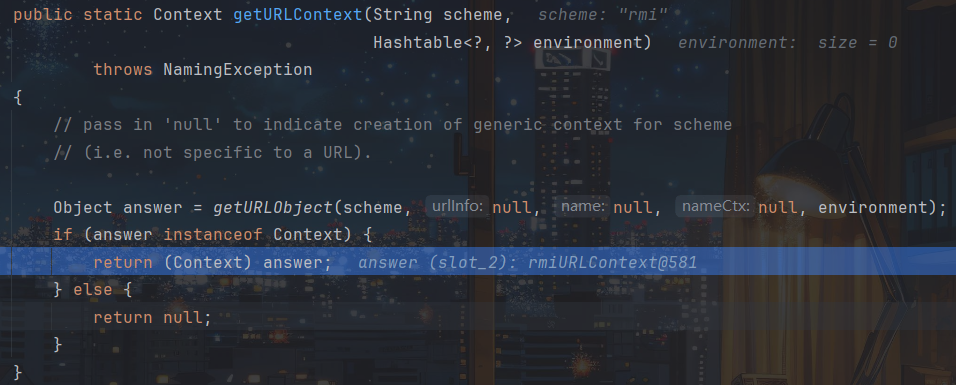 public static Context getURLContext(String scheme,   scheme: "rmi"
                                    Hashtable<?, ?> environment)   environment:  size = 0
        throws NamingException
{
    // pass in 'null' to indicate creation of generic context for scheme
    // (i.e. not specific to a URL).
    Object answer = getURLObject(scheme, urlInfo: null, name: null, nameCtx: null, environment);
    if (answer instanceof Context) {
        return (Context) answer;   answer (slot_2): rmiURLContext@581
    } else {
        return null;
    }
}